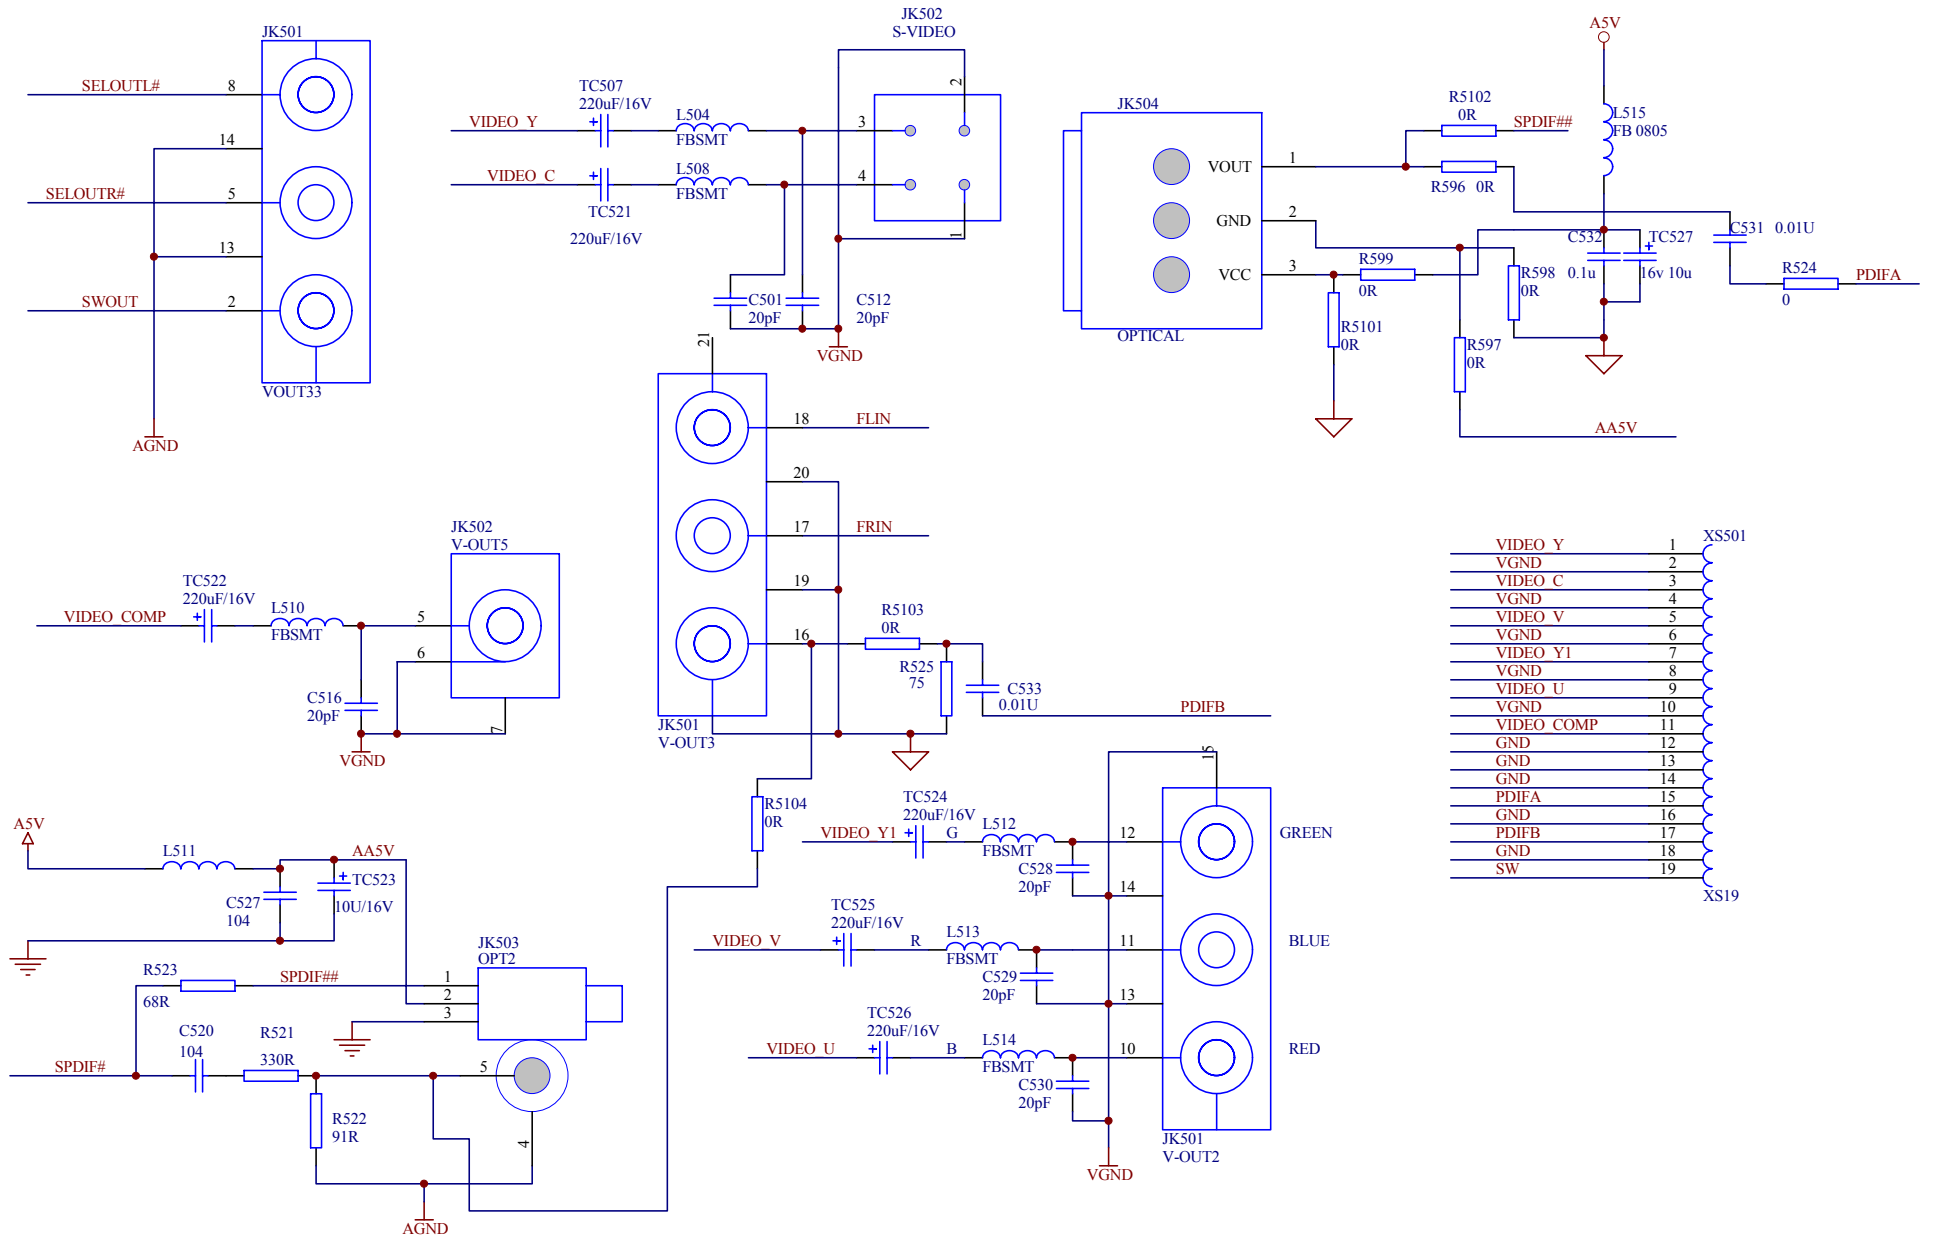 JK501
SELOUTL#
8
14
SELOUTR#
5
13
SWOUT
2
VOUT33
AGND
JK502
S-VIDEO
TC507
220uF/16V
VIDEO_Y
L504
FBSMT
3
2
VIDEO_C
L508
FBSMT
4
TC521
220uF/16V
1
C501
20pF
C512
20pF
VGND
JK504
VOUT
1
GND
2
VCC
3
OPTICAL
R5102
0R
SPDIF##
R596 0R
A5V
L515
FB 0805
C531 0.01U
C532
0.1u
TC527
16v 10u
R599
0R
R598
0R
R524
0
PDIFA
R5101
0R
R597
0R
AA5V
21
18
FLIN
20
17
FRIN
19
16
R5103
0R
R525
75
C533
0.01U
PDIFB
JK501
V-OUT3
JK502
V-OUT5
TC522
220uF/16V
VIDEO_COMP
L510
FBSMT
5
6
C516
20pF
7
VGND
XS501
VIDEO_Y 1
VGND 2
VIDEO_C 3
VGND 4
VIDEO_V 5
VGND 6
VIDEO_Y1 7
VGND 8
VIDEO_U 9
VGND 10
VIDEO_COMP 11
GND 12
GND 13
GND 14
PDIFA 15
GND 16
PDIFB 17
GND 18
SW 19
XS19
A5V
L511
AA5V
TC523
10U/16V
C527
104
R523
68R
SPDIF##
JK503
OPT2
1
2
3
C520
104
R521
330R
SPDIF#
5
R522
91R
4
AGND
R5104
0R
15
TC524
220uF/16V
VIDEO_Y1
G
L512
FBSMT
12
GREEN
C528
20pF
14
TC525
220uF/16V
VIDEO_V
R
L513
FBSMT
11
BLUE
C529
20pF
13
TC526
220uF/16V
VIDEO_U
B
L514
FBSMT
10
RED
C530
20pF
JK501
V-OUT2
VGND